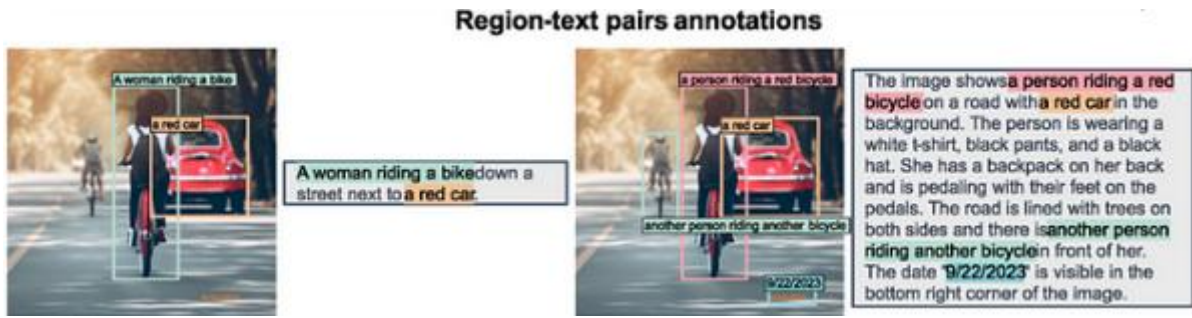 Region-text pairs annotations
A woman riding a bike
a red car
A woman riding a bikedown a
street next to a red car.
a person riding a red bicycle
a red car
another person riding another bicycle
9/22/2023
The image showsa person riding a red
bicycleon a road witha red carin the
background. The person is wearing a
white t-shirt, black pants, and a black
hat. She has a backpack on her back
and is pedaling with their feet on the
pedals. The road is lined with trees on
both sides and there isanother person
riding another bicyclein front of her.
The date "9/22/2023" is visible in the
bottom right corner of the image.